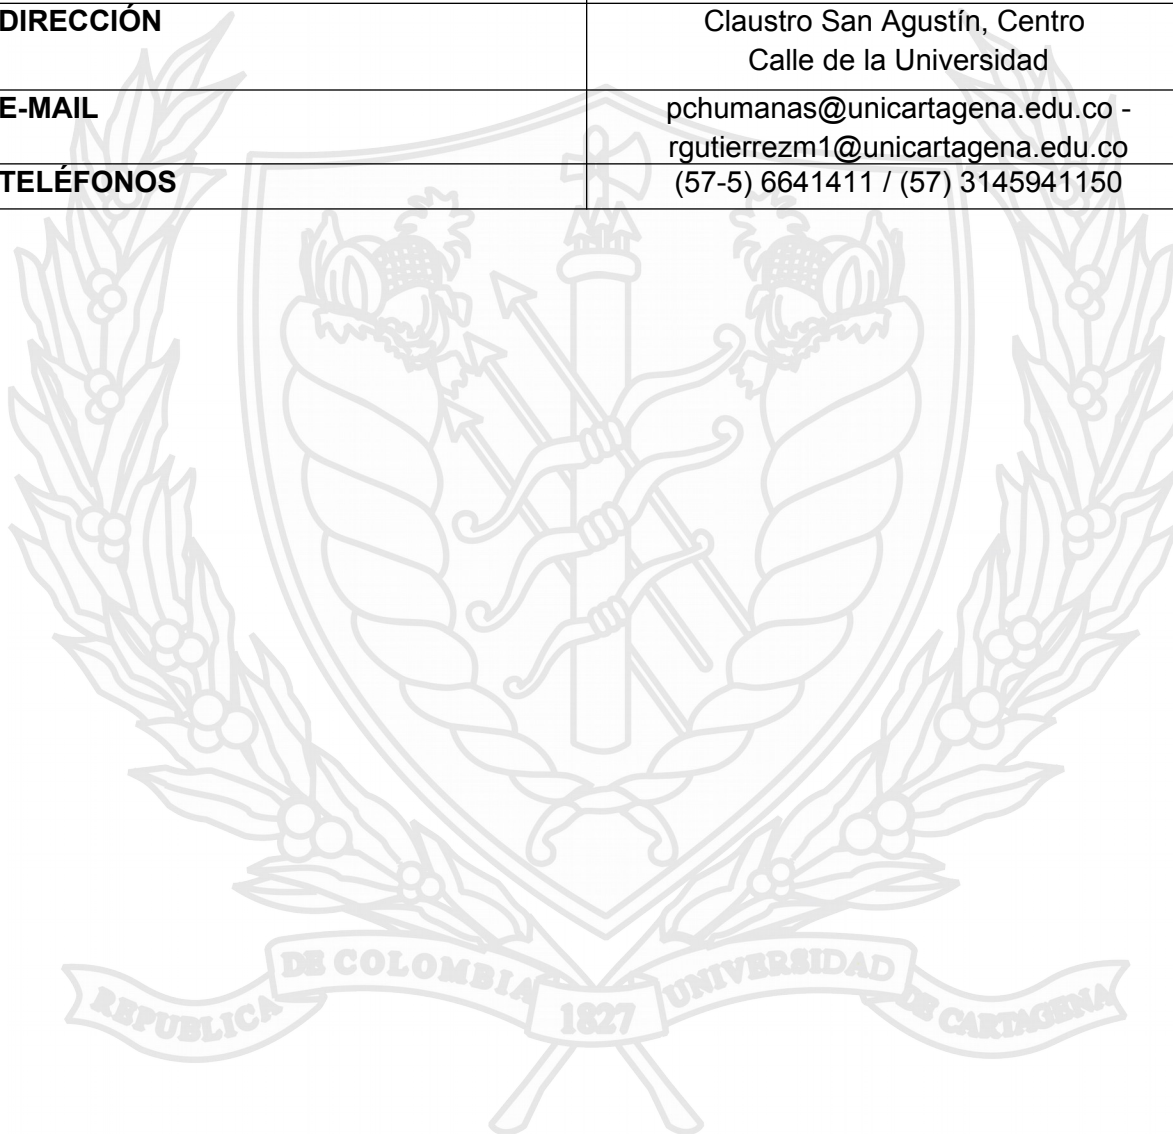 DIRECCIÓN
Claustro San Agustín, Centro
Calle de la Universidad
E-MAIL
pchumanas@unicartagena.edu.co -
rgutierrezm1@unicartagena.edu.co
TELÉFONOS
(57-5) 6641411 / (57) 3145941150
REPUBLICA DE COLOMBIA 1827 UNIVERSIDAD DE CARTAGENA